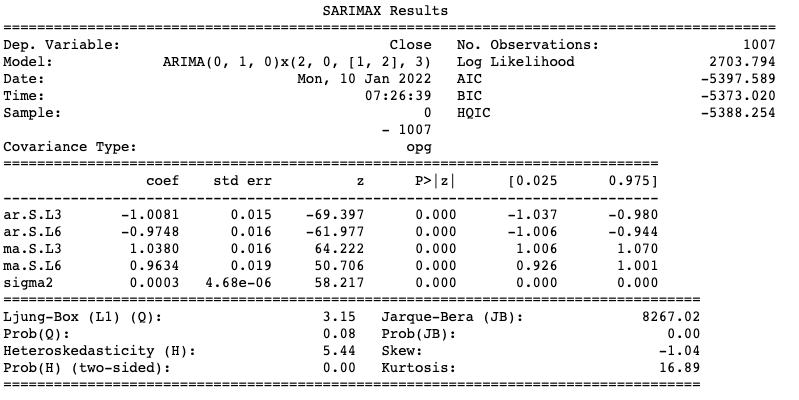 SARIMAX Results
==============================================================================================
Dep. Variable: Close No. Observations: 1007
Model: ARIMA(0, 1, 0)x(2, 0, [1, 2], 3) Log Likelihood 2703.794
Date: Mon, 10 Jan 2022 AIC -5397.589
Time: 07:26:39 BIC -5373.020
Sample: 0 HQIC -5388.254
- 1007
Covariance Type: opg
==============================================================================
coef std err z P>|z| [0.025 0.975]
------------------------------------------------------------------------------
ar.S.L3 -1.0081 0.015 -69.397 0.000 -1.037 -0.980
ar.S.L6 -0.9748 0.016 -61.977 0.000 -1.006 -0.944
ma.S.L3 1.0380 0.016 64.222 0.000 1.006 1.070
ma.S.L6 0.9634 0.019 50.706 0.000 0.926 1.001
sigma2 0.0003 4.68e-06 58.217 0.000 0.000 0.000
===================================================================================
Ljung-Box (L1) (Q): 3.15 Jarque-Bera (JB): 8267.02
Prob(Q): 0.08 Prob(JB): 0.00
Heteroskedasticity (H): 5.44 Skew: -1.04
Prob(H) (two-sided): 0.00 Kurtosis: 16.89
===================================================================================